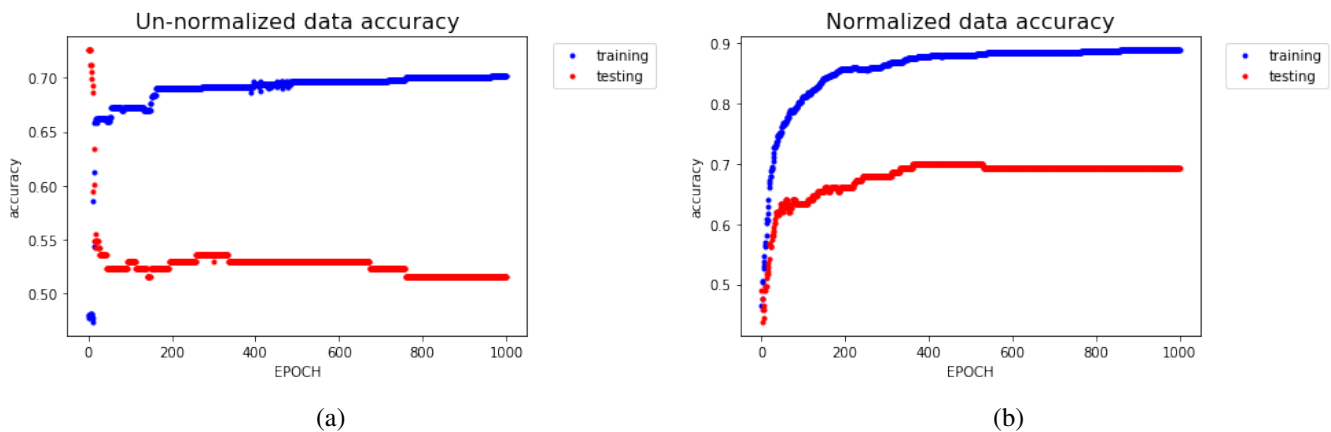 Un-normalized data accuracy
0.70
0.65
0.60
0.55
0.50
accuracy
0 200 400 600 800 1000
EPOCH
training
testing
(a)
Normalized data accuracy
0.9
0.8
0.7
0.6
0.5
accuracy
0 200 400 600 800 1000
EPOCH
training
testing
(b)